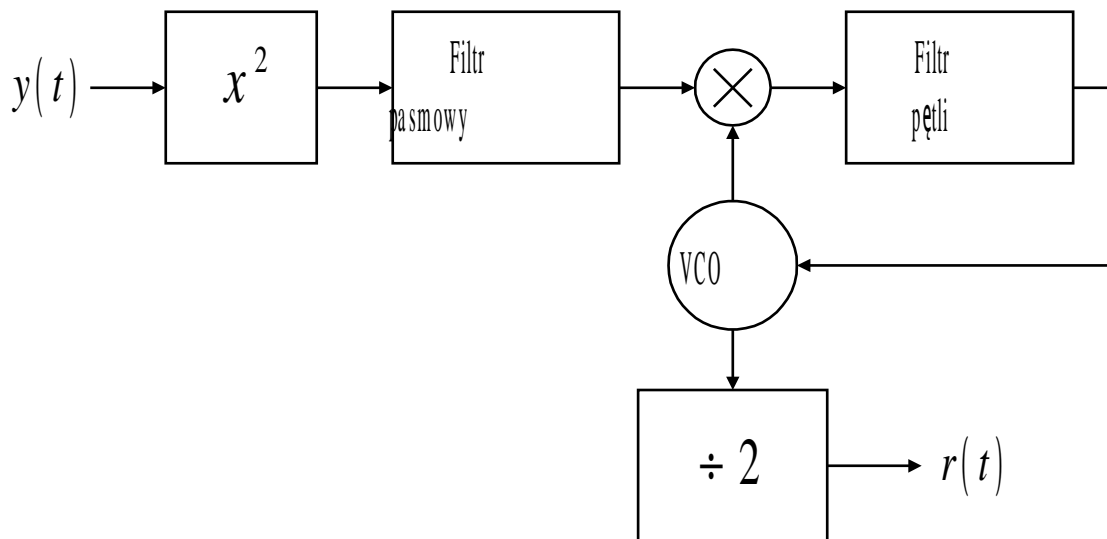 y(t)
x²
Filtr
pasmowy
Filtr
pętli
VCO
÷ 2
r(t)